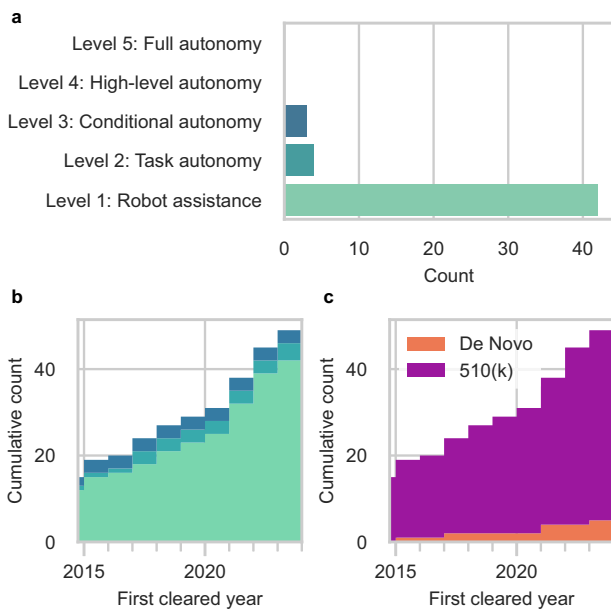 a
Level 5: Full autonomy
Level 4: High-level autonomy
Level 3: Conditional autonomy
Level 2: Task autonomy
Level 1: Robot assistance
0 10 20 30 40
Count
b
Cumulative count
40
20
0
2015 2020
First cleared year
c
De Novo
510(k)
Cumulative count
40
20
0
2015 2020
First cleared year